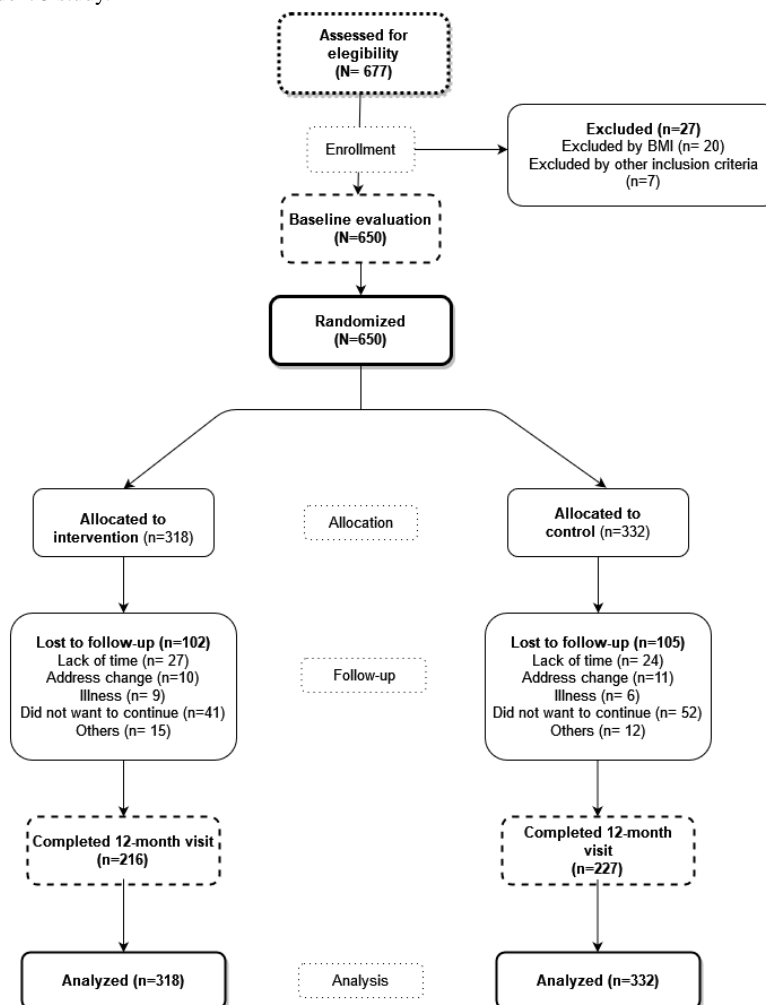 Assessed for
elegibility
(N= 677)
Enrollment
Excluded (n=27)
Excluded by BMI (n= 20)
Excluded by other inclusion criteria
(n=7)
Baseline evaluation
(N=650)
Randomized
(N=650)
Allocated to
intervention (n=318)
Allocation
Allocated to
control (n=332)
Lost to follow-up (n=102)
Lack of time (n= 27)
Address change (n=10)
Illness (n= 9)
Did not want to continue (n=41)
Others (n= 15)
Follow-up
Lost to follow-up (n=105)
Lack of time (n= 24)
Address change (n=11)
Illness (n= 6)
Did not want to continue (n= 52)
Others (n= 12)
Completed 12-month visit
(n=216)
Completed 12-month
visit
(n=227)
Analyzed (n=318)
Analysis
Analyzed (n=332)